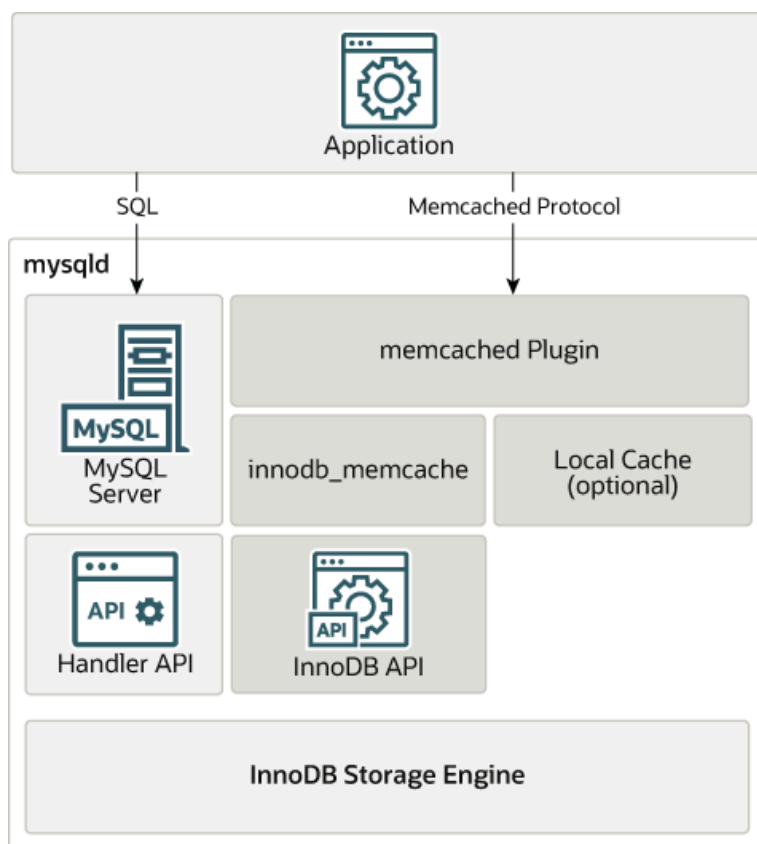 Application
SQL
Memcached Protocol
mysqld
MySQL
MySQL
Server
memcached Plugin
innodb_memcache
Local Cache
(optional)
API
Handler API
API
InnoDB API
InnoDB Storage Engine